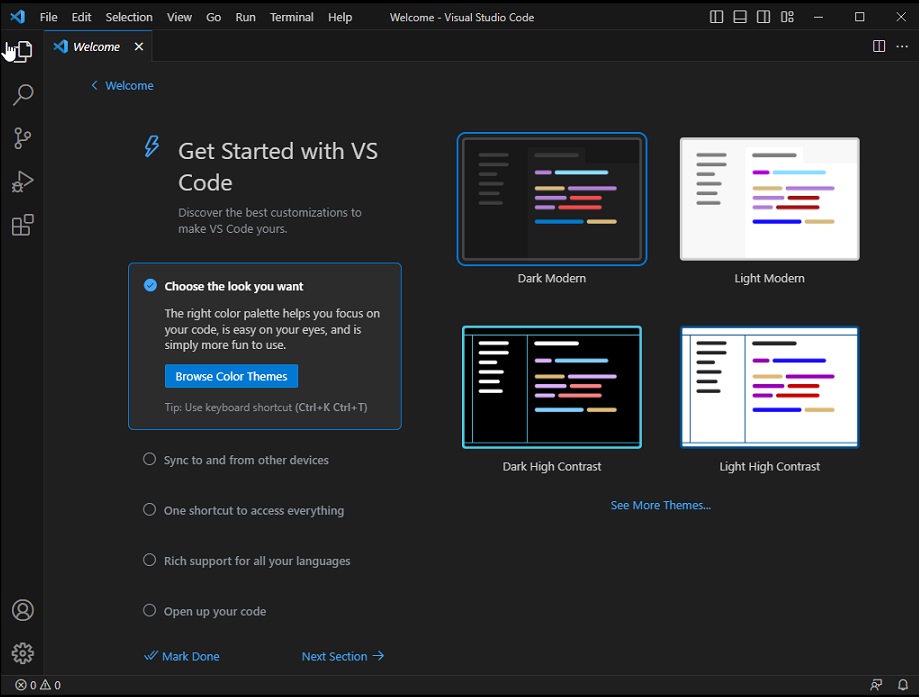 File Edit Selection View Go Run Terminal Help Welcome - Visual Studio Code
Welcome
Welcome
Get Started with VS
Code
Discover the best customizations to
make VS Code yours.
Choose the look you want
The right color palette helps you focus on
your code, is easy on your eyes, and is
simply more fun to use.
Browse Color Themes
Tip: Use keyboard shortcut (Ctrl+K Ctrl+T)
Sync to and from other devices
One shortcut to access everything
Rich support for all your languages
Open up your code
Mark Done Next Section
Dark Modern Light Modern
Dark High Contrast Light High Contrast
See More Themes...
0 0